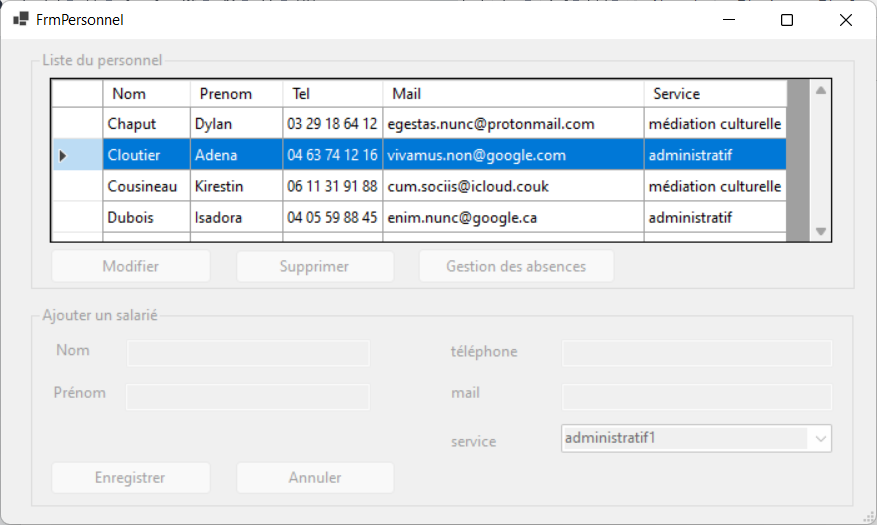 FrmPersonnel
Liste du personnel
Nom Prenom Tel Mail Service
Chaput Dylan 03 29 18 64 12 egestas.nunc@protonmail.com médiation culturelle
Cloutier Adena 04 63 74 12 16 vivamus.non@google.com administratif
Cousineau Kirestin 06 11 31 91 88 cum.sociis@icloud.couk médiation culturelle
Dubois Isadora 04 05 59 88 45 enim.nunc@google.ca administratif
Modifier Supprimer Gestion des absences
Ajouter un salarié
Nom téléphone
Prénom mail
service administratif1
Enregistrer Annuler